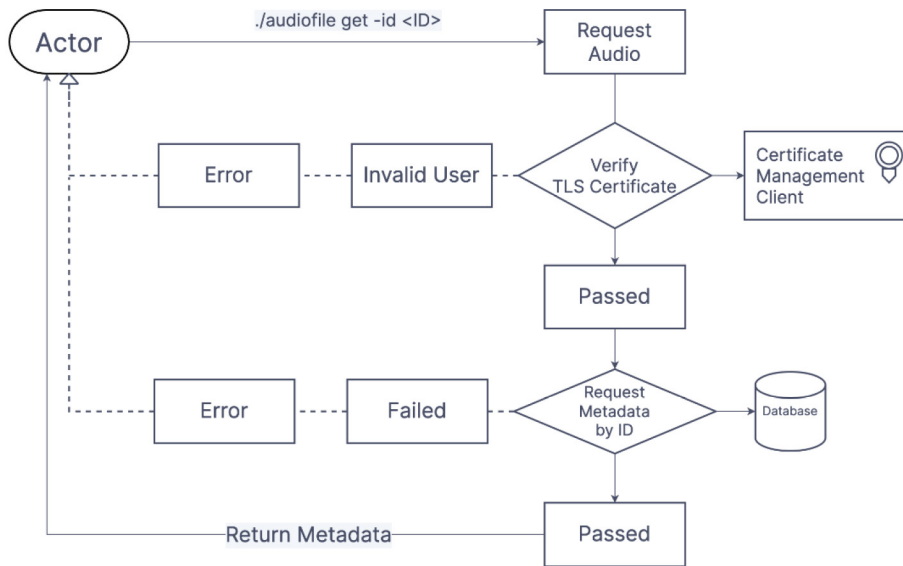 ./audiofile get -id <ID>
Actor
Request
Audio
Error
Invalid User
Verify
TLS Certificate
Certificate
Management
Client
Passed
Error
Failed
Request
Metadata
by ID
Database
Return Metadata
Passed